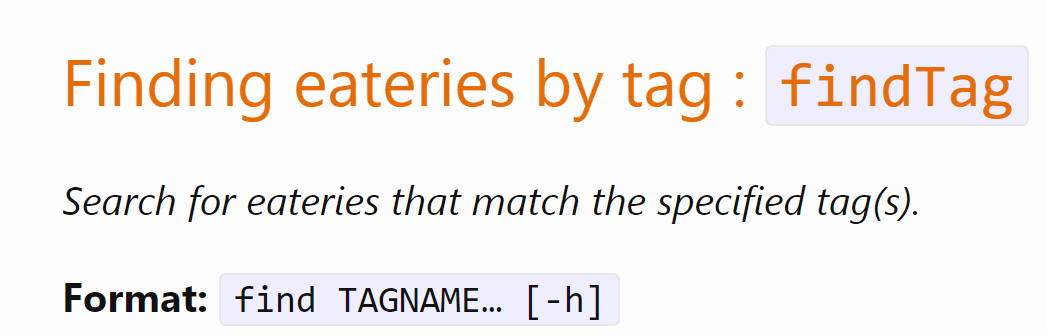 Finding eateries by tag : findTag
Search for eateries that match the specified tag(s).
Format: find TAGNAME… [-h]